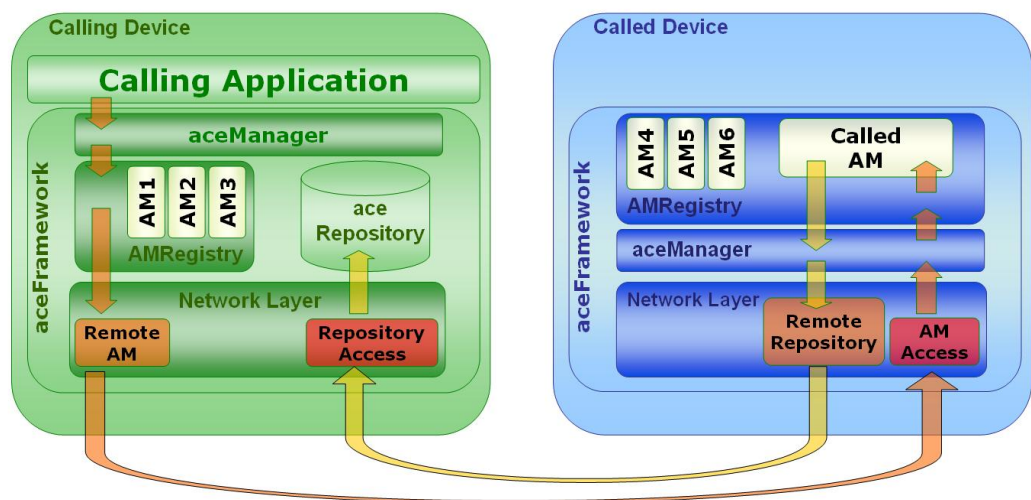 Calling Device
Calling Application
aceFramework
aceManager
AM1
AM2
AM3
AMRegistry
ace
Repository
Network Layer
Remote
AM
Repository
Access
Called Device
aceFramework
AM4
AM5
AM6
Called
AM
AMRegistry
aceManager
Network Layer
Remote
Repository
AM
Access